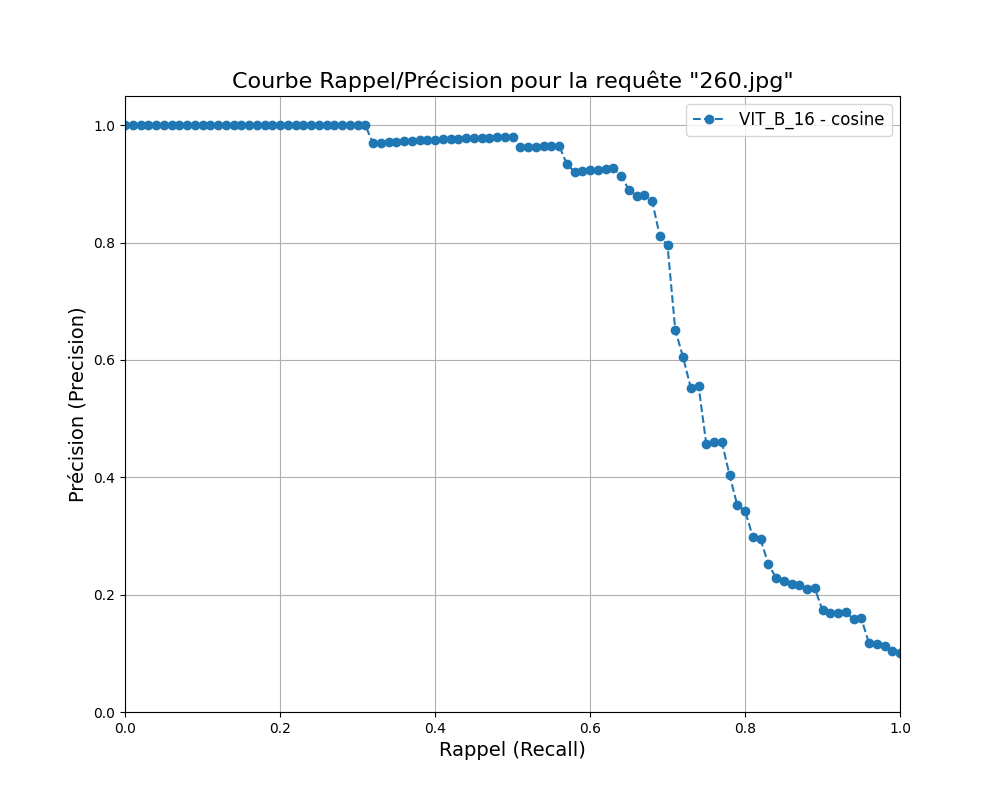 Courbe Rappel/Précision pour la requête "260.jpg"
VIT_B_16 - cosine
1.0
0.8
0.6
0.4
0.2
0.0
Précision (Precision)
0.0 0.2 0.4 0.6 0.8 1.0
Rappel (Recall)